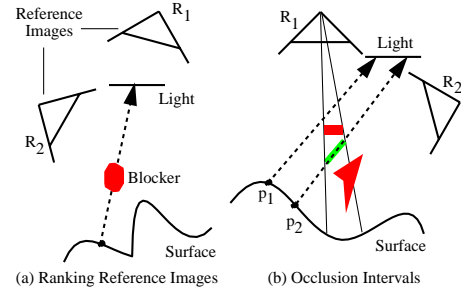 Reference
Images
R1
Light
R2
Blocker
Surface
(a) Ranking Reference Images
R1
Light
R2
p1
p2
Surface
(b) Occlusion Intervals